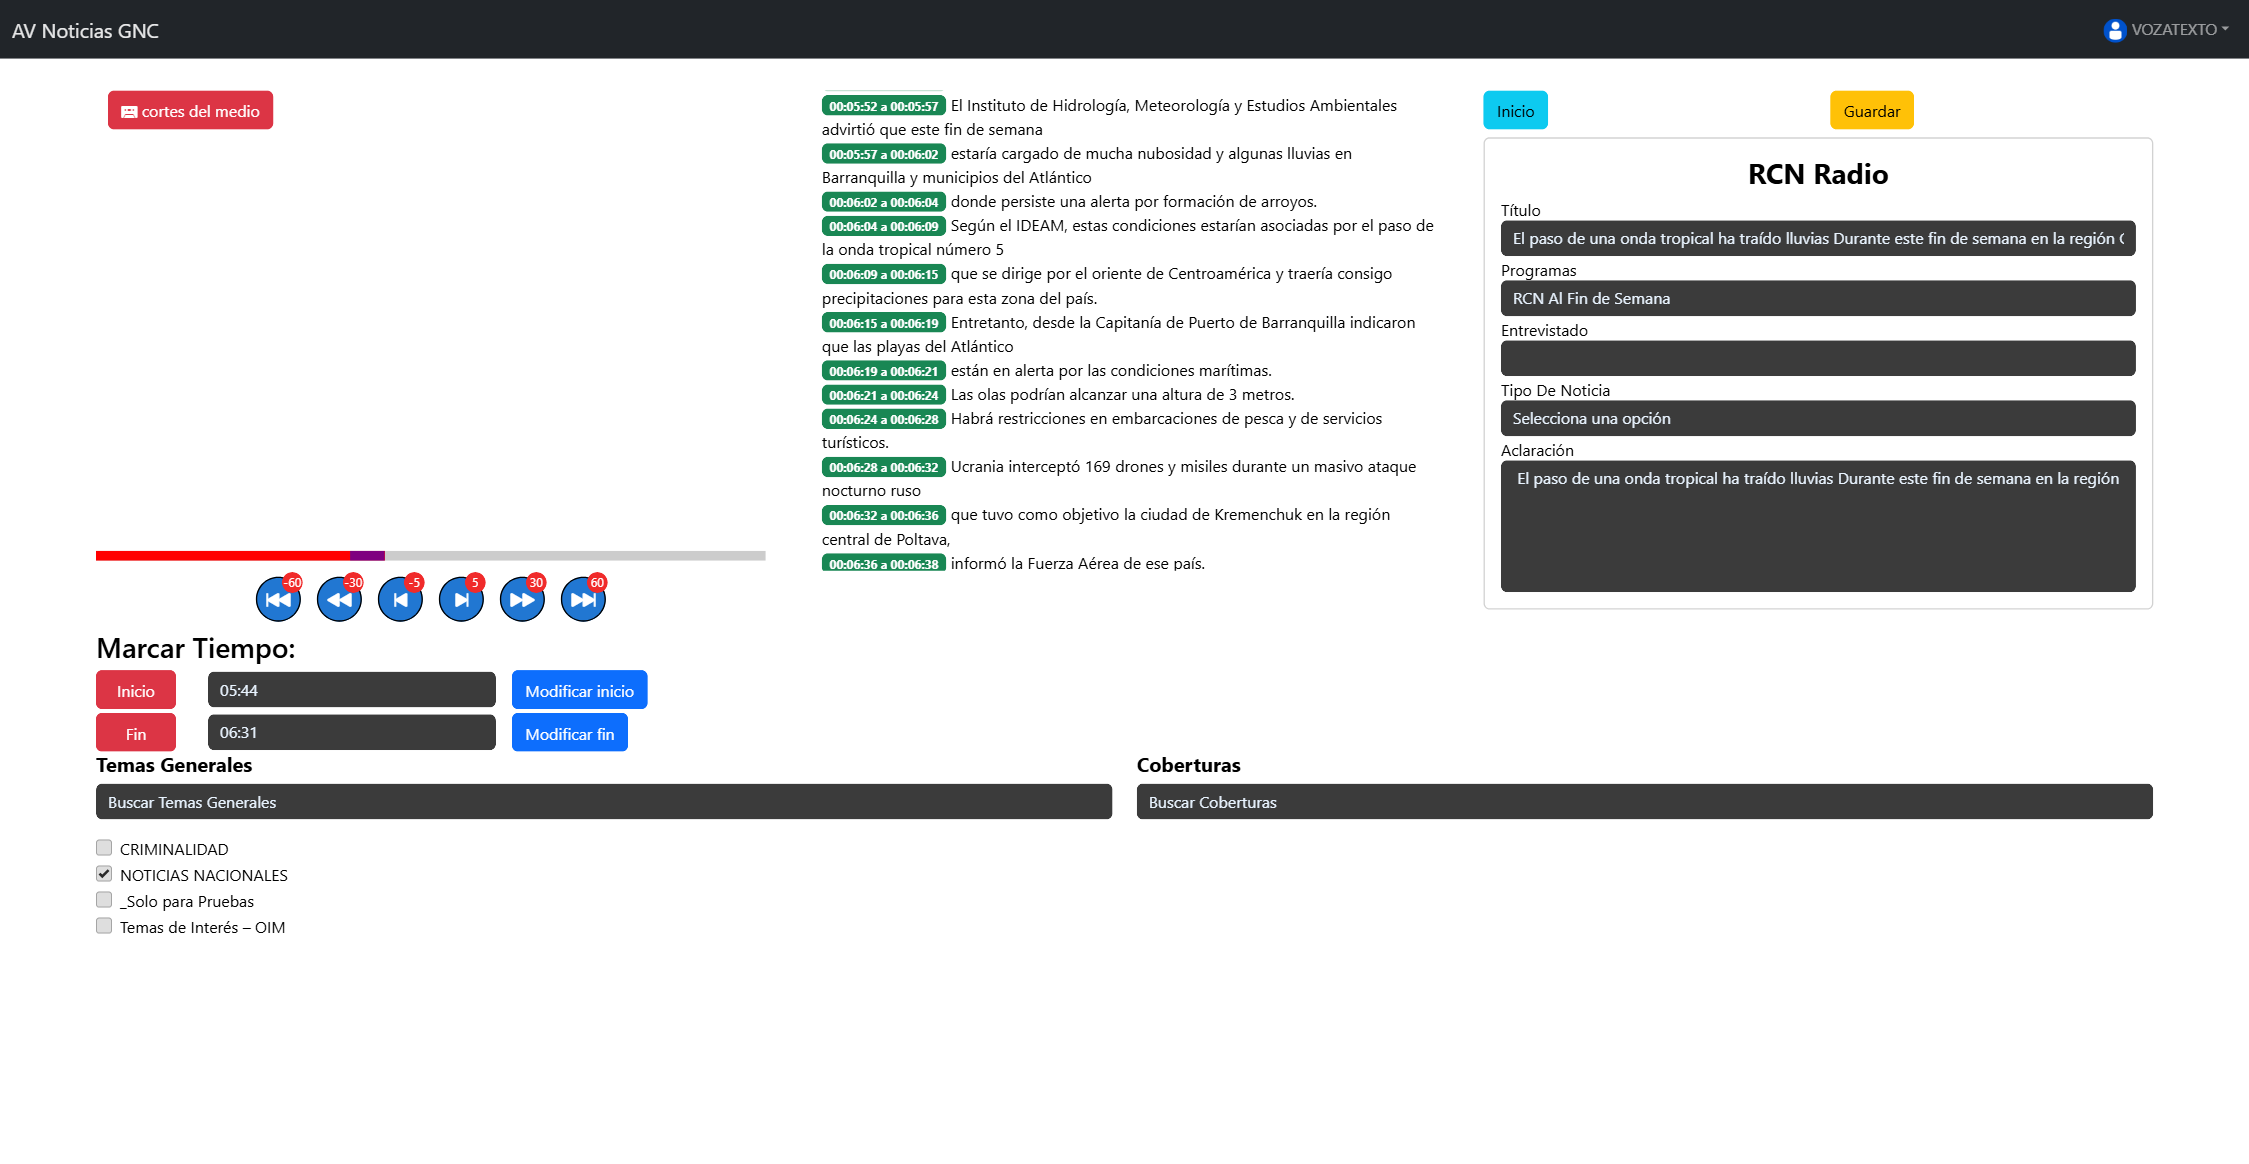 AV Noticias GNC
VOZATEXTO
cortes del medio
-60
-30
-5
5
30
60
Marcar Tiempo:
Inicio
05:44
Modificar inicio
Fin
06:31
Modificar fin
00:05:52 a 00:05:57 El Instituto de Hidrología, Meteorología y Estudios Ambientales
advirtió que este fin de semana
00:05:57 a 00:06:02 estaría cargado de mucha nubosidad y algunas lluvias en
Barranquilla y municipios del Atlántico
00:06:02 a 00:06:04 donde persiste una alerta por formación de arroyos.
00:06:04 a 00:06:09 Según el IDEAM, estas condiciones estarían asociadas por el paso de
la onda tropical número 5
00:06:09 a 00:06:15 que se dirige por el oriente de Centroamérica y traería consigo
precipitaciones para esta zona del país.
00:06:15 a 00:06:19 Entretanto, desde la Capitanía de Puerto de Barranquilla indicaron
que las playas del Atlántico
00:06:19 a 00:06:21 están en alerta por las condiciones marítimas.
00:06:21 a 00:06:24 Las olas podrían alcanzar una altura de 3 metros.
00:06:24 a 00:06:28 Habrá restricciones en embarcaciones de pesca y de servicios
turísticos.
00:06:28 a 00:06:32 Ucrania interceptó 169 drones y misiles durante un masivo ataque
nocturno ruso
00:06:32 a 00:06:36 que tuvo como objetivo la ciudad de Kremenchuk en la región
central de Poltava,
00:06:36 a 00:06:38 informó la Fuerza Aérea de ese país.
Inicio
Guardar
RCN Radio
Título
El paso de una onda tropical ha traído lluvias Durante este fin de semana en la región
Programas
RCN Al Fin de Semana
Entrevistado
Tipo De Noticia
Selecciona una opción
Aclaración
El paso de una onda tropical ha traído lluvias Durante este fin de semana en la región
Temas Generales
Buscar Temas Generales
CRIMINALIDAD
NOTICIAS NACIONALES
_Solo para Pruebas
Temas de Interés – OIM
Coberturas
Buscar Coberturas